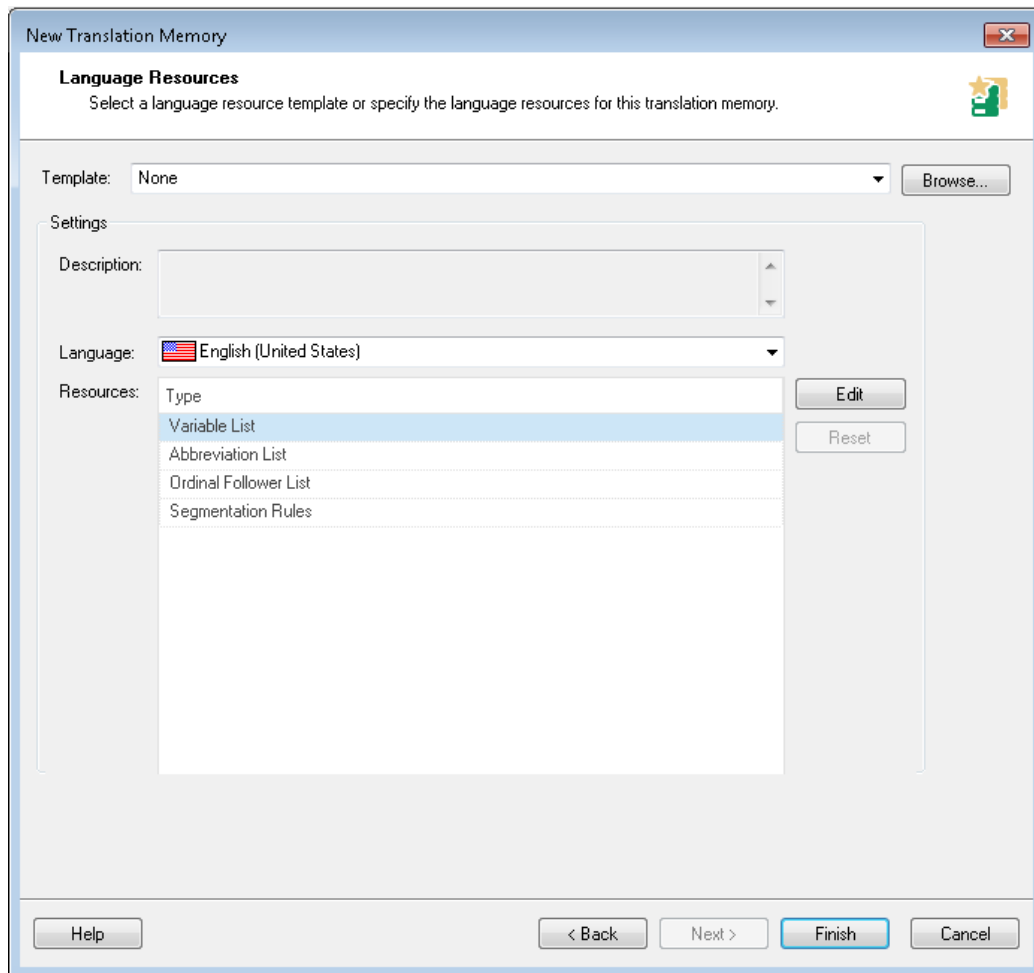 New Translation Memory
Language Resources
Select a language resource template or specify the language resources for this translation memory.
Template: None Browse...
Settings
Description:
Language: English (United States)
Resources: Type Edit
Variable List Reset
Abbreviation List
Ordinal Follower List
Segmentation Rules
Help < Back Next > Finish Cancel